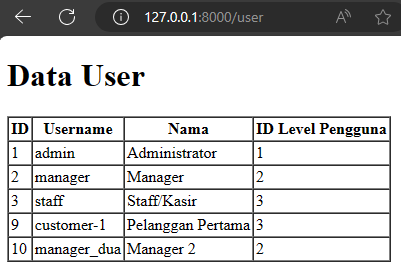 127.0.0.1:8000/user
Data User
ID Username Nama ID Level Pengguna
1 admin Administrator 1
2 manager Manager 2
3 staff Staff/Kasir 3
9 customer-1 Pelanggan Pertama 3
10 manager_dua Manager 2 2